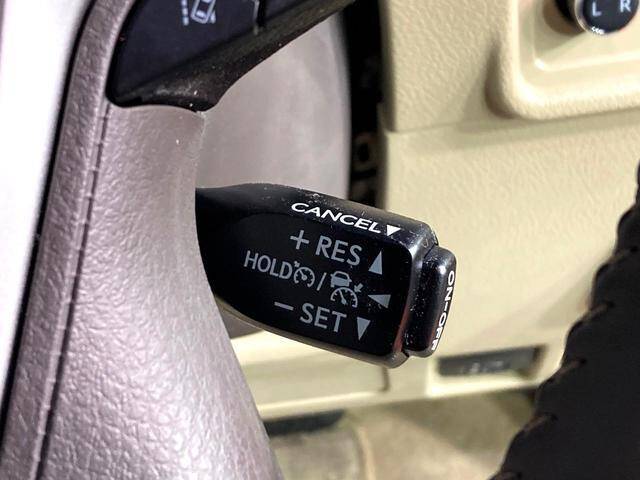 L R
CANCEL▼
+ RES ▲
HOLD / ◄
− SET ▼
ON-OFF